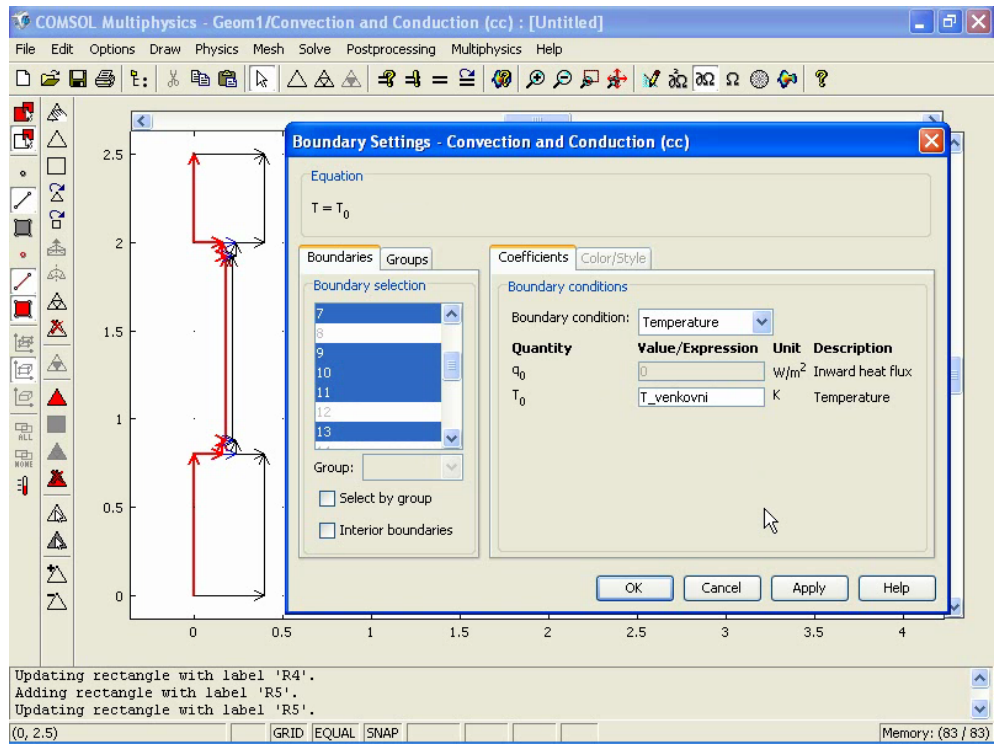 COMSOL Multiphysics - Geom1/Convection and Conduction (cc) : [Untitled]
File Edit Options Draw Physics Mesh Solve Postprocessing Multiphysics Help
Boundary Settings - Convection and Conduction (cc)
Equation
T = T0
Boundaries Groups
Coefficients Color/Style
Boundary selection
7
8
9
10
11
12
13
Group:
Select by group
Interior boundaries
Boundary conditions
Boundary condition: Temperature
Quantity Value/Expression Unit Description
q0 0 W/m2 Inward heat flux
T0 T_venkovni K Temperature
OK Cancel Apply Help
2.5
2
1.5
1
0.5
0
0 0.5 1 1.5 2 2.5 3 3.5 4
ALL
NONE
Updating rectangle with label 'R4'.
Adding rectangle with label 'R5'.
Updating rectangle with label 'R5'.
(0, 2.5) GRID EQUAL SNAP Memory: (83 / 83)